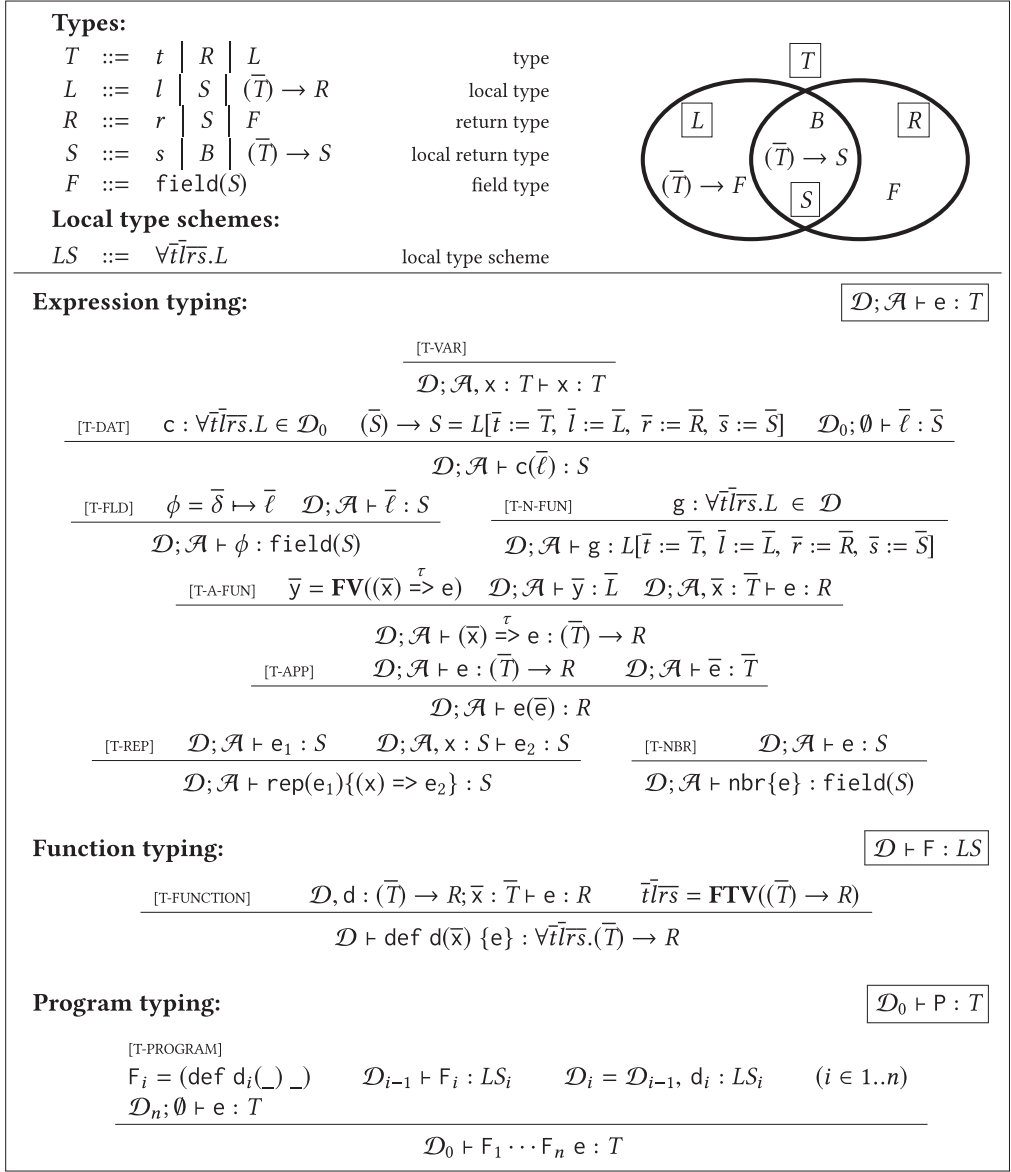 Types:
T ::= t | R | L type
L ::= l | S | (T̅) → R local type
R ::= r | S | F return type
S ::= s | B | (T̅) → S local return type
F ::= field(S) field type
Local type schemes:
LS ::= ∀t̅l̅r̅s̅.L local type scheme
T
L B R
(T̅) → S
(T̅) → F S F
Expression typing: 𝒟; 𝒜 ⊢ e : T
[T-VAR]
𝒟; 𝒜, x : T ⊢ x : T
[T-DAT] c : ∀t̅l̅r̅s̅.L ∈ 𝒟₀ (S̅) → S = L[t̅ := T̅, l̅ := L̅, r̅ := R̅, s̅ := S̅] 𝒟₀; ∅ ⊢ ℓ̅ : S̅
𝒟; 𝒜 ⊢ c(ℓ̅) : S
[T-FLD] ϕ = δ̅ ↦ ℓ̅ 𝒟; 𝒜 ⊢ ℓ̅ : S [T-N-FUN] g : ∀t̅l̅r̅s̅.L ∈ 𝒟
𝒟; 𝒜 ⊢ ϕ : field(S) 𝒟; 𝒜 ⊢ g : L[t̅ := T̅, l̅ := L̅, r̅ := R̅, s̅ := S̅]
[T-A-FUN] y̅ = FV((x̅) =>^τ e) 𝒟; 𝒜 ⊢ y̅ : L̅ 𝒟; 𝒜, x̅ : T̅ ⊢ e : R
𝒟; 𝒜 ⊢ (x̅) =>^τ e : (T̅) → R
[T-APP] 𝒟; 𝒜 ⊢ e : (T̅) → R 𝒟; 𝒜 ⊢ e̅ : T̅
𝒟; 𝒜 ⊢ e(e̅) : R
[T-REP] 𝒟; 𝒜 ⊢ e₁ : S 𝒟; 𝒜, x : S ⊢ e₂ : S [T-NBR] 𝒟; 𝒜 ⊢ e : S
𝒟; 𝒜 ⊢ rep(e₁){(x) => e₂} : S 𝒟; 𝒜 ⊢ nbr{e} : field(S)
Function typing: 𝒟 ⊢ F : LS
[T-FUNCTION] 𝒟, d : (T̅) → R; x̅ : T̅ ⊢ e : R t̅l̅r̅s̅ = FTV((T̅) → R)
𝒟 ⊢ def d(x̅) {e} : ∀t̅l̅r̅s̅.(T̅) → R
Program typing: 𝒟₀ ⊢ P : T
[T-PROGRAM]
Fᵢ = (def dᵢ(_) _) 𝒟ᵢ₋₁ ⊢ Fᵢ : LSᵢ 𝒟ᵢ = 𝒟ᵢ₋₁, dᵢ : LSᵢ (i ∈ 1..n)
𝒟ₙ; ∅ ⊢ e : T
𝒟₀ ⊢ F₁ ⋯ Fₙ e : T